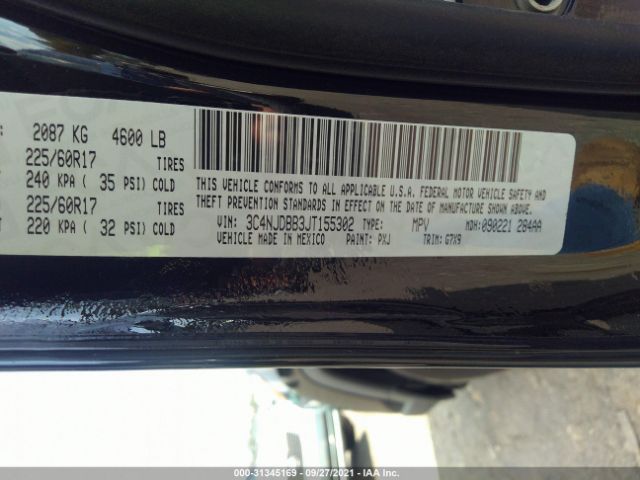 2087 KG 4600 LB
225/60R17 TIRES
240 KPA ( 35 PSI) COLD
225/60R17 TIRES
220 KPA ( 32 PSI) COLD
THIS VEHICLE CONFORMS TO ALL APPLICABLE U.S.A. FEDERAL MOTOR VEHICLE SAFETY AND
THEFT PREVENTION STANDARDS IN EFFECT ON THE DATE OF MANUFACTURE SHOWN ABOVE.
VIN: 3C4NJDBB3JT155302 TYPE: MPV MDH:090221 284AA
VEHICLE MADE IN MEXICO PAINT: PXJ TRIM: G7X9
000-31345169 - 09/27/2021 - IAA Inc.